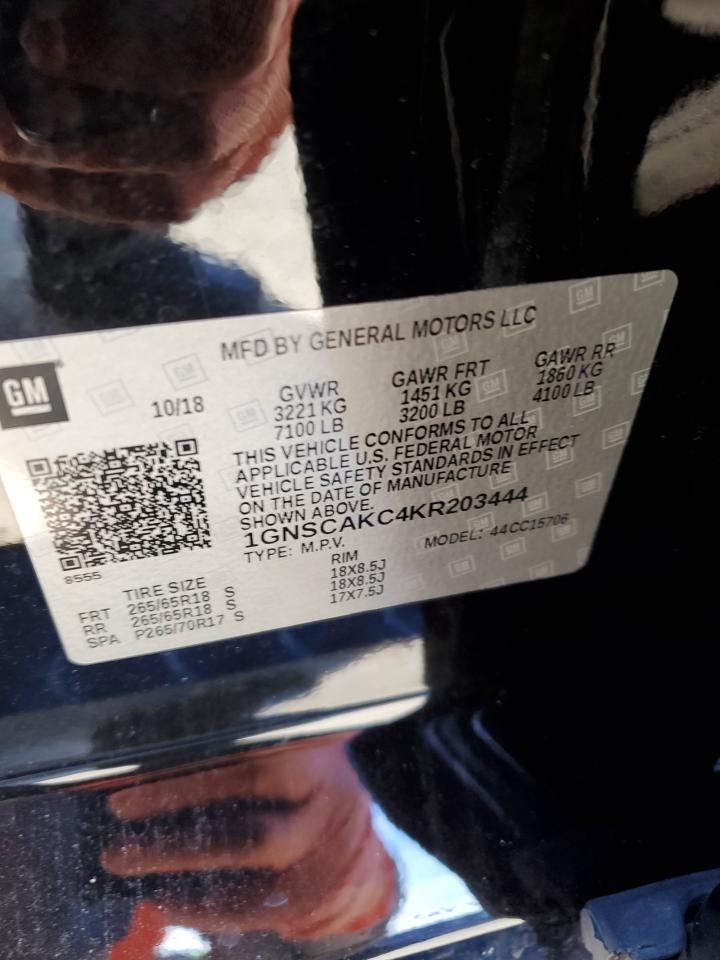 MFD BY GENERAL MOTORS LLC
GM
10/18
GVWR
3221 KG
7100 LB
GAWR FRT
1451 KG
3200 LB
GAWR RR
1860 KG
4100 LB
THIS VEHICLE CONFORMS TO ALL
APPLICABLE U.S. FEDERAL MOTOR
VEHICLE SAFETY STANDARDS IN EFFECT
ON THE DATE OF MANUFACTURE
SHOWN ABOVE.
1GNSCAKC4KR203444
TYPE: M.P.V.
MODEL: 44CC15706
8555
TIRE SIZE
RIM
FRT 265/65R18 S 18X8.5J
RR 265/65R18 S 18X8.5J
SPA P265/70R17 S 17X7.5J